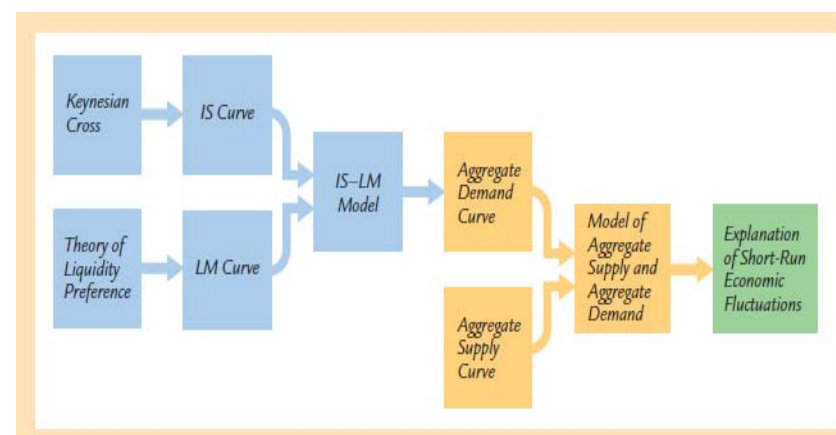 Keynesian
Cross
IS Curve
Theory of
Liquidity
Preference
LM Curve
IS–LM
Model
Aggregate
Demand
Curve
Aggregate
Supply
Curve
Model of
Aggregate
Supply and
Aggregate
Demand
Explanation
of Short-Run
Economic
Fluctuations